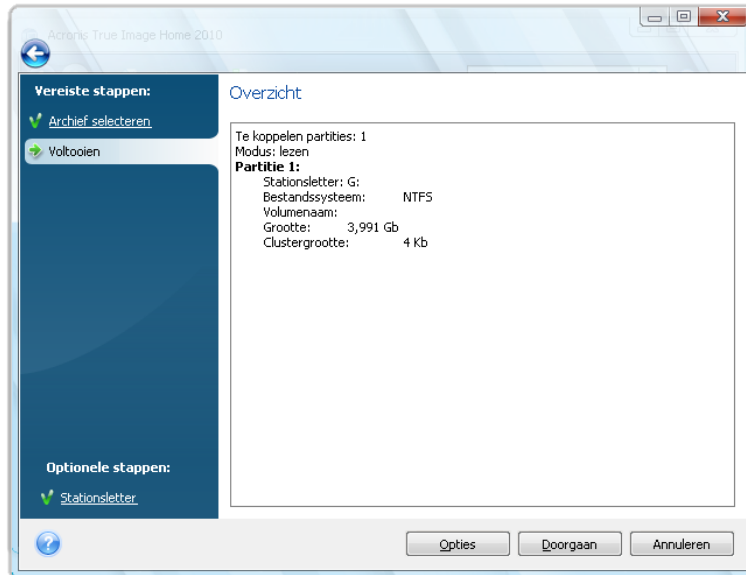 Acronis True Image Home 2010
Vereiste stappen:
Archief selecteren
Voltooien
Optionele stappen:
Stationsletter
Overzicht
Te koppelen partities: 1
Modus: lezen
Partitie 1:
Stationsletter: G:
Bestandssysteem: NTFS
Volumenaam:
Grootte: 3,991 Gb
Clustergrootte: 4 Kb
Opties
Doorgaan
Annuleren